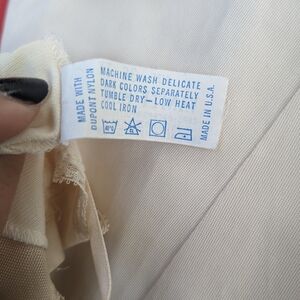 MADE WITH
DUPONT NYLON
MACHINE WASH DELICATE
DARK COLORS SEPARATELY
TUMBLE DRY–LOW HEAT
COOL IRON
MADE IN U.S.A.